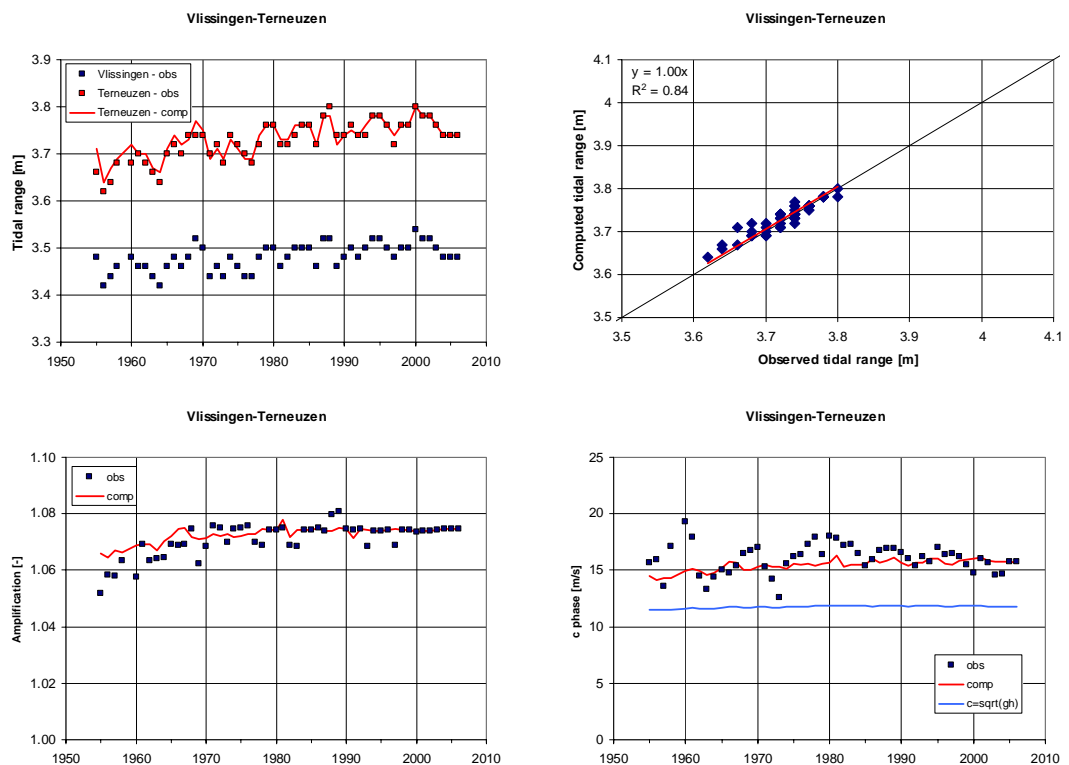 Vlissingen-Terneuzen
3.9
3.8
3.7
3.6
3.5
3.4
3.3
Tidal range [m]
Vlissingen - obs
Terneuzen - obs
Terneuzen - comp
1950 1960 1970 1980 1990 2000 2010
Vlissingen-Terneuzen
4.1
4
3.9
3.8
3.7
3.6
3.5
Computed tidal range [m]
y = 1.00x
R² = 0.84
3.5 3.6 3.7 3.8 3.9 4 4.1
Observed tidal range [m]
Vlissingen-Terneuzen
1.10
1.08
1.06
1.04
1.02
1.00
Amplification [-]
obs
comp
1950 1960 1970 1980 1990 2000 2010
Vlissingen-Terneuzen
25
20
15
10
5
0
c phase [m/s]
obs
comp
c=sqrt(gh)
1950 1960 1970 1980 1990 2000 2010